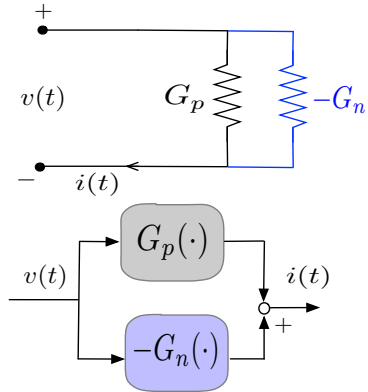 +
v(t) G_p −G_n
−
i(t)
G_p(·)
v(t) i(t)
+
−G_n(·)